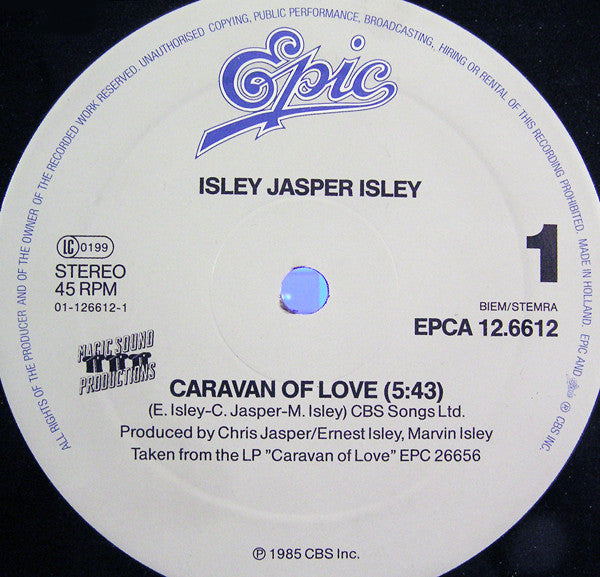 ALL RIGHTS OF THE PRODUCER AND OF THE OWNER OF THE RECORDED WORK RESERVED. UNAUTHORISED COPYING, PUBLIC PERFORMANCE, BROADCASTING, HIRING OR RENTAL OF THIS RECORDING PROHIBITED. MADE IN HOLLAND. EPIC AND ℗ CBS INC.
Epic
ISLEY JASPER ISLEY
LC 0199
STEREO
45 RPM
01-126612-1
1
BIEM/STEMRA
EPCA 12.6612
MAGIC SOUND
PRODUCTIONS
CARAVAN OF LOVE (5:43)
(E. Isley-C. Jasper-M. Isley) CBS Songs Ltd.
Produced by Chris Jasper/Ernest Isley, Marvin Isley
Taken from the LP "Caravan of Love" EPC 26656
℗ 1985 CBS Inc.